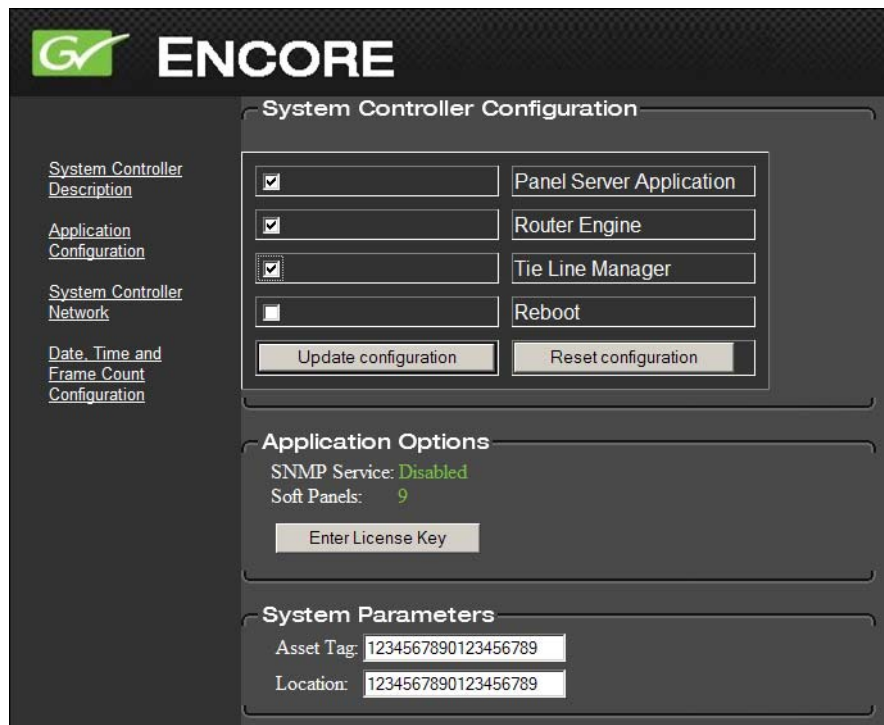 GV ENCORE
System Controller Configuration
System Controller
Description
Application
Configuration
System Controller
Network
Date, Time and
Frame Count
Configuration
Panel Server Application
Router Engine
Tie Line Manager
Reboot
Update configuration
Reset configuration
Application Options
SNMP Service: Disabled
Soft Panels: 9
Enter License Key
System Parameters
Asset Tag: 1234567890123456789
Location: 1234567890123456789